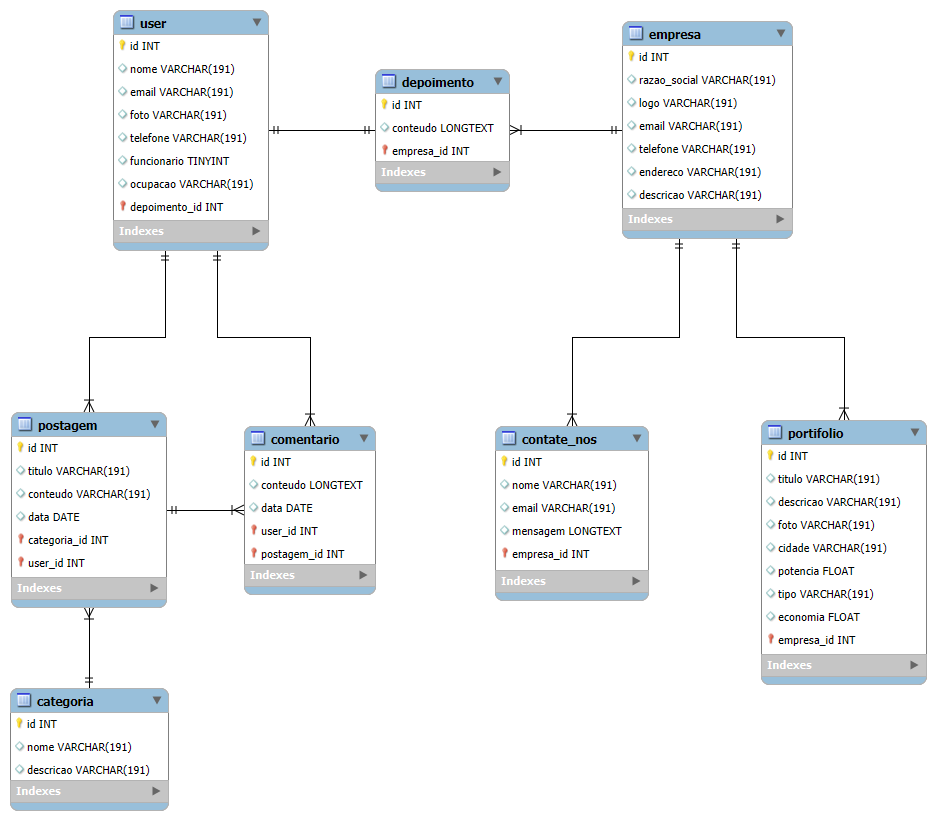 user
id INT
nome VARCHAR(191)
email VARCHAR(191)
foto VARCHAR(191)
telefone VARCHAR(191)
funcionario TINYINT
ocupacao VARCHAR(191)
depoimento_id INT
Indexes
depoimento
id INT
conteudo LONGTEXT
empresa_id INT
Indexes
empresa
id INT
razao_social VARCHAR(191)
logo VARCHAR(191)
email VARCHAR(191)
telefone VARCHAR(191)
endereco VARCHAR(191)
descricao VARCHAR(191)
Indexes
postagem
id INT
titulo VARCHAR(191)
conteudo VARCHAR(191)
data DATE
categoria_id INT
user_id INT
Indexes
comentario
id INT
conteudo LONGTEXT
data DATE
user_id INT
postagem_id INT
Indexes
contate_nos
id INT
nome VARCHAR(191)
email VARCHAR(191)
mensagem LONGTEXT
empresa_id INT
Indexes
portifolio
id INT
titulo VARCHAR(191)
descricao VARCHAR(191)
foto VARCHAR(191)
cidade VARCHAR(191)
potencia FLOAT
tipo VARCHAR(191)
economia FLOAT
empresa_id INT
Indexes
categoria
id INT
nome VARCHAR(191)
descricao VARCHAR(191)
Indexes